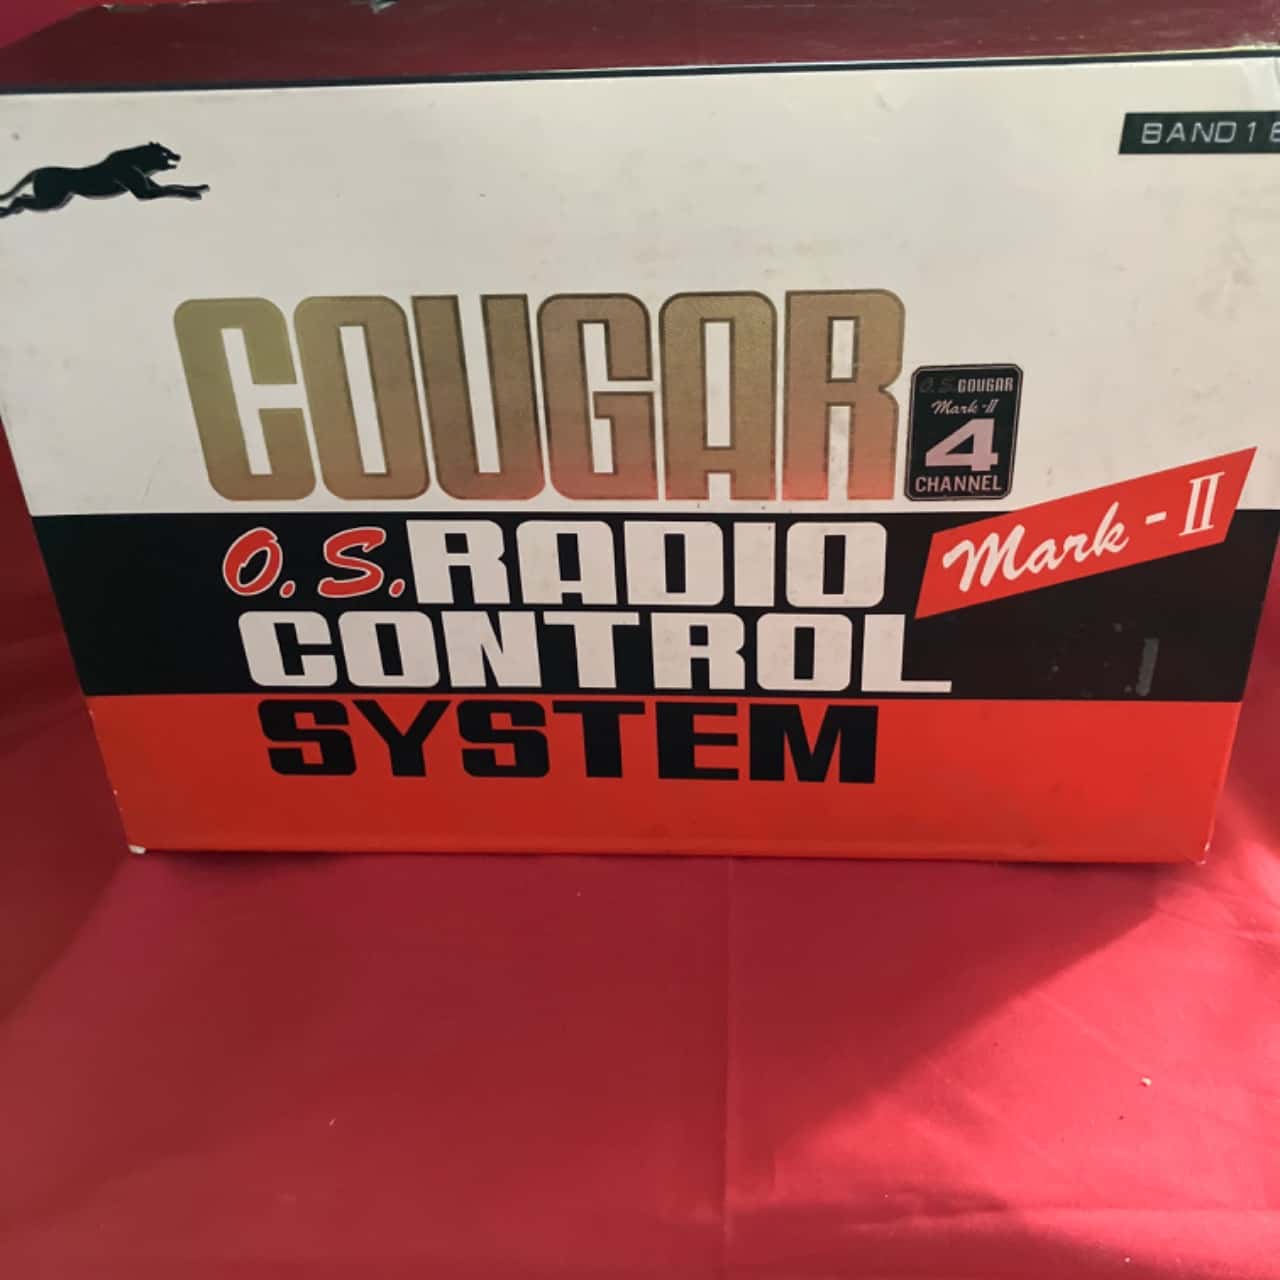 BAND 1
COUGAR
O.S. COUGAR
Mark-II
4
CHANNEL
O.S. RADIO
Mark-II
CONTROL
SYSTEM